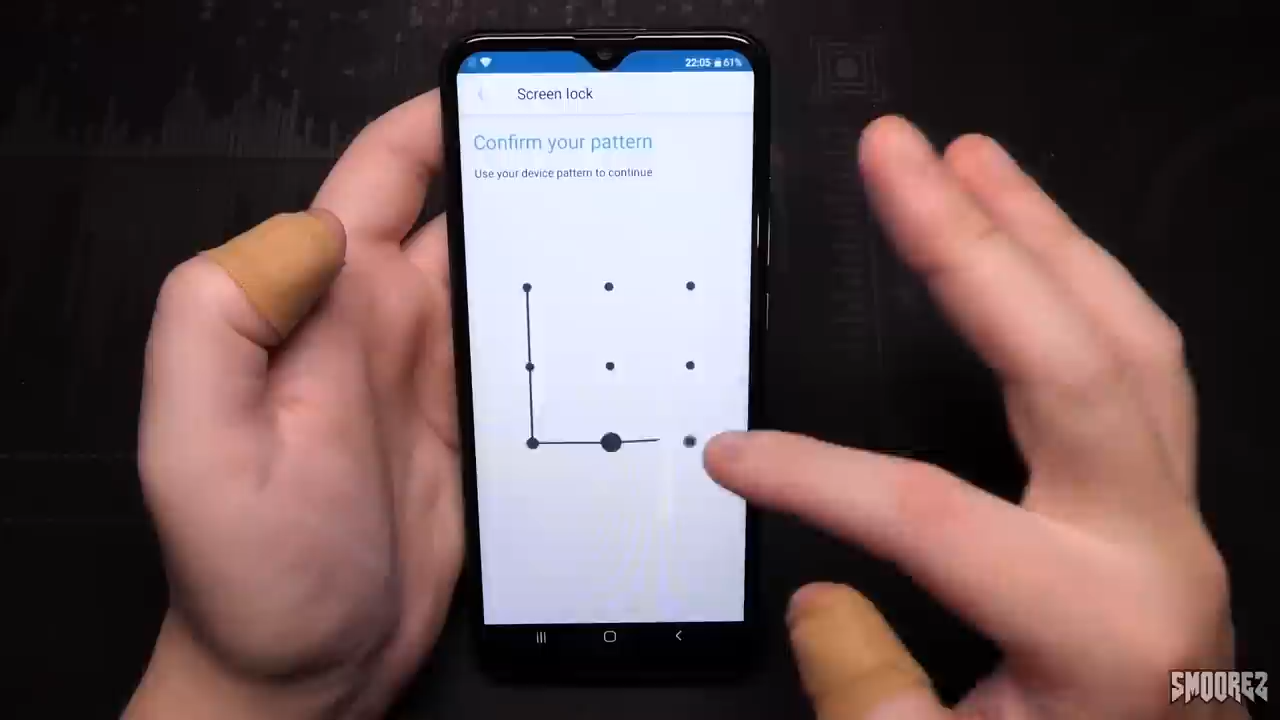 22:05 61%
Screen lock
Confirm your pattern
Use your device pattern to continue
SMOOREZ